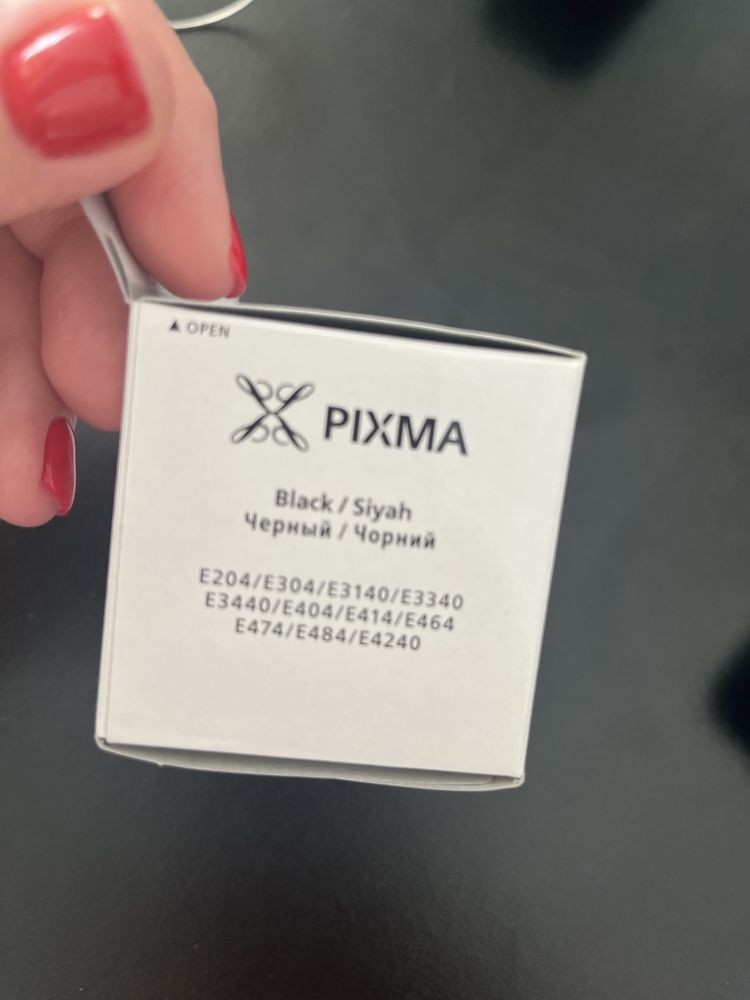 ▲ OPEN
PIXMA
Black / Siyah
Черный / Чорний
E204/E304/E3140/E3340
E3440/E404/E414/E464
E474/E484/E4240